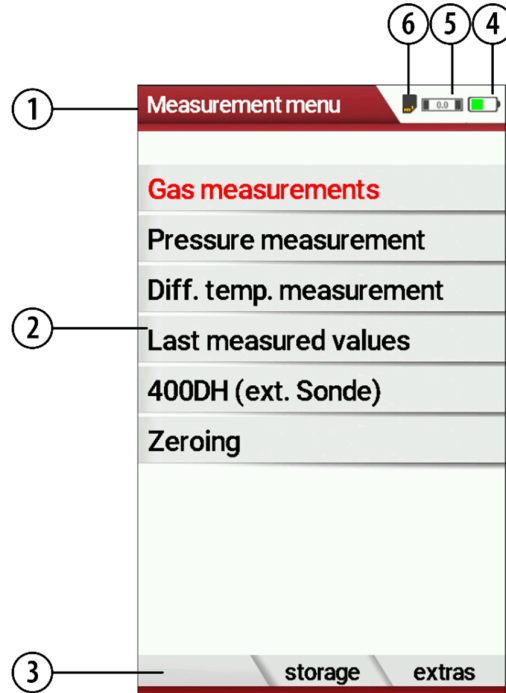 6 5 4
1 Measurement menu 0.0
Gas measurements
Pressure measurement
Diff. temp. measurement
2 Last measured values
400DH (ext. Sonde)
Zeroing
3 storage extras